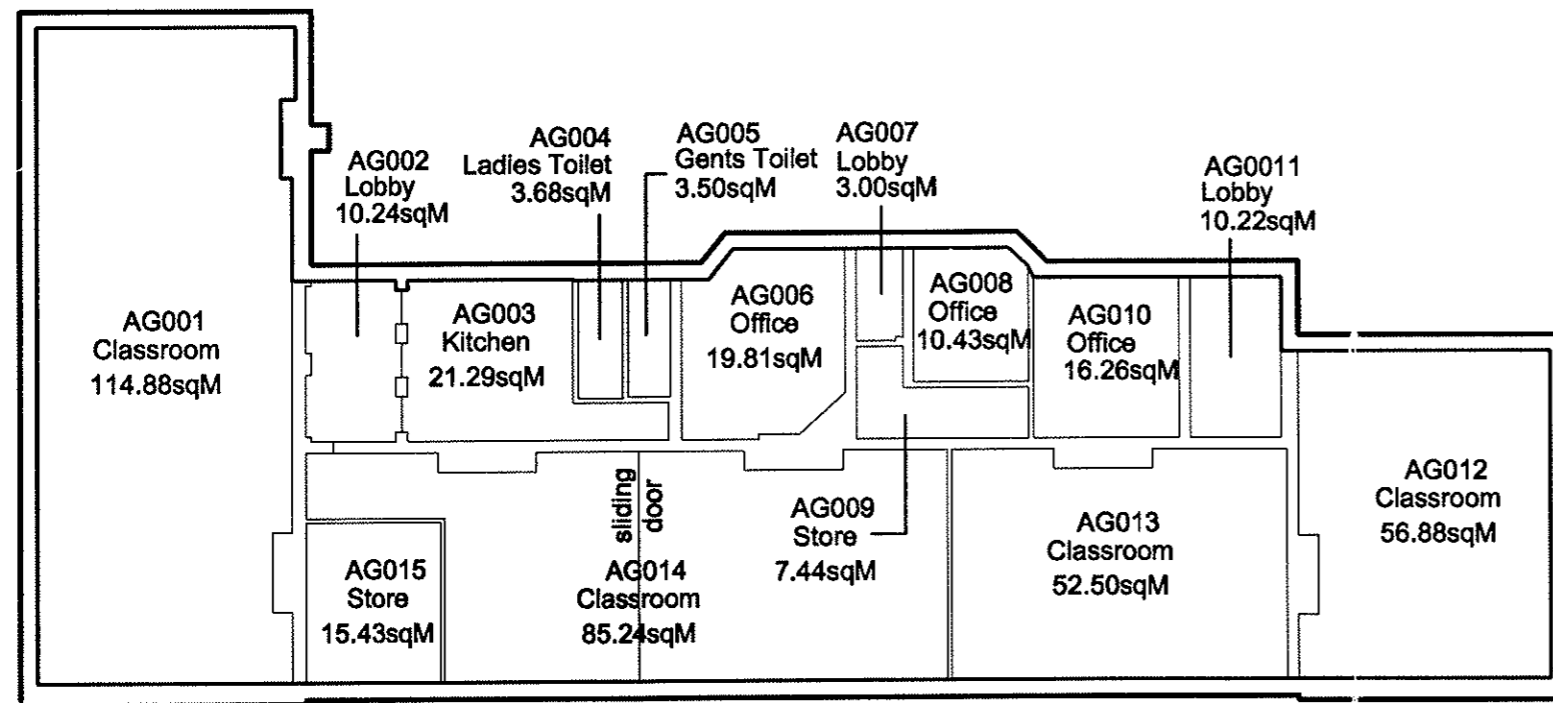 AG001
Classroom
114.88sqM
AG002
Lobby
10.24sqM
AG003
Kitchen
21.29sqM
AG004
Ladies Toilet
3.68sqM
AG005
Gents Toilet
3.50sqM
AG006
Office
19.81sqM
AG007
Lobby
3.00sqM
AG008
Office
10.43sqM
AG010
Office
16.26sqM
AG0011
Lobby
10.22sqM
AG015
Store
15.43sqM
sliding
door
AG014
Classroom
85.24sqM
AG009
Store
7.44sqM
AG013
Classroom
52.50sqM
AG012
Classroom
56.88sqM